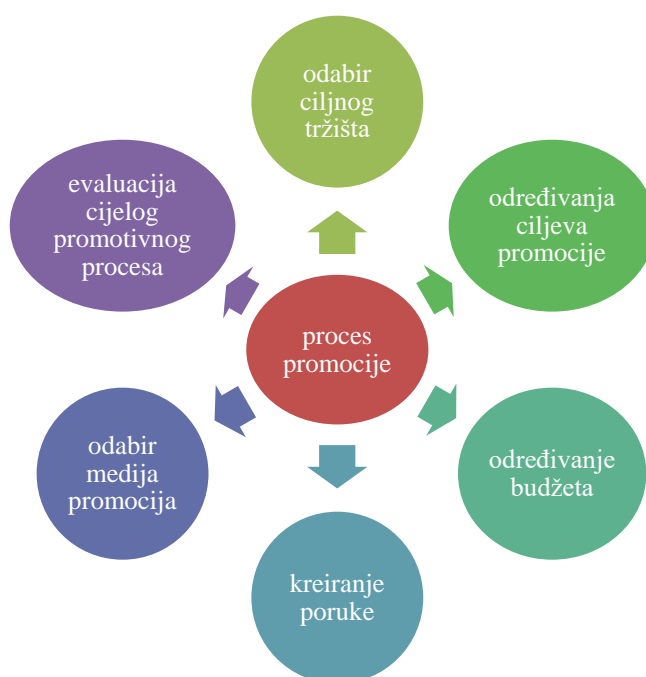 odabir
ciljnog
tržišta
određivanja
ciljeva
promocije
određivanje
budžeta
kreiranje
poruke
odabir
medija
promocija
evaluacija
cijelog
promotivnog
procesa
proces
promocije